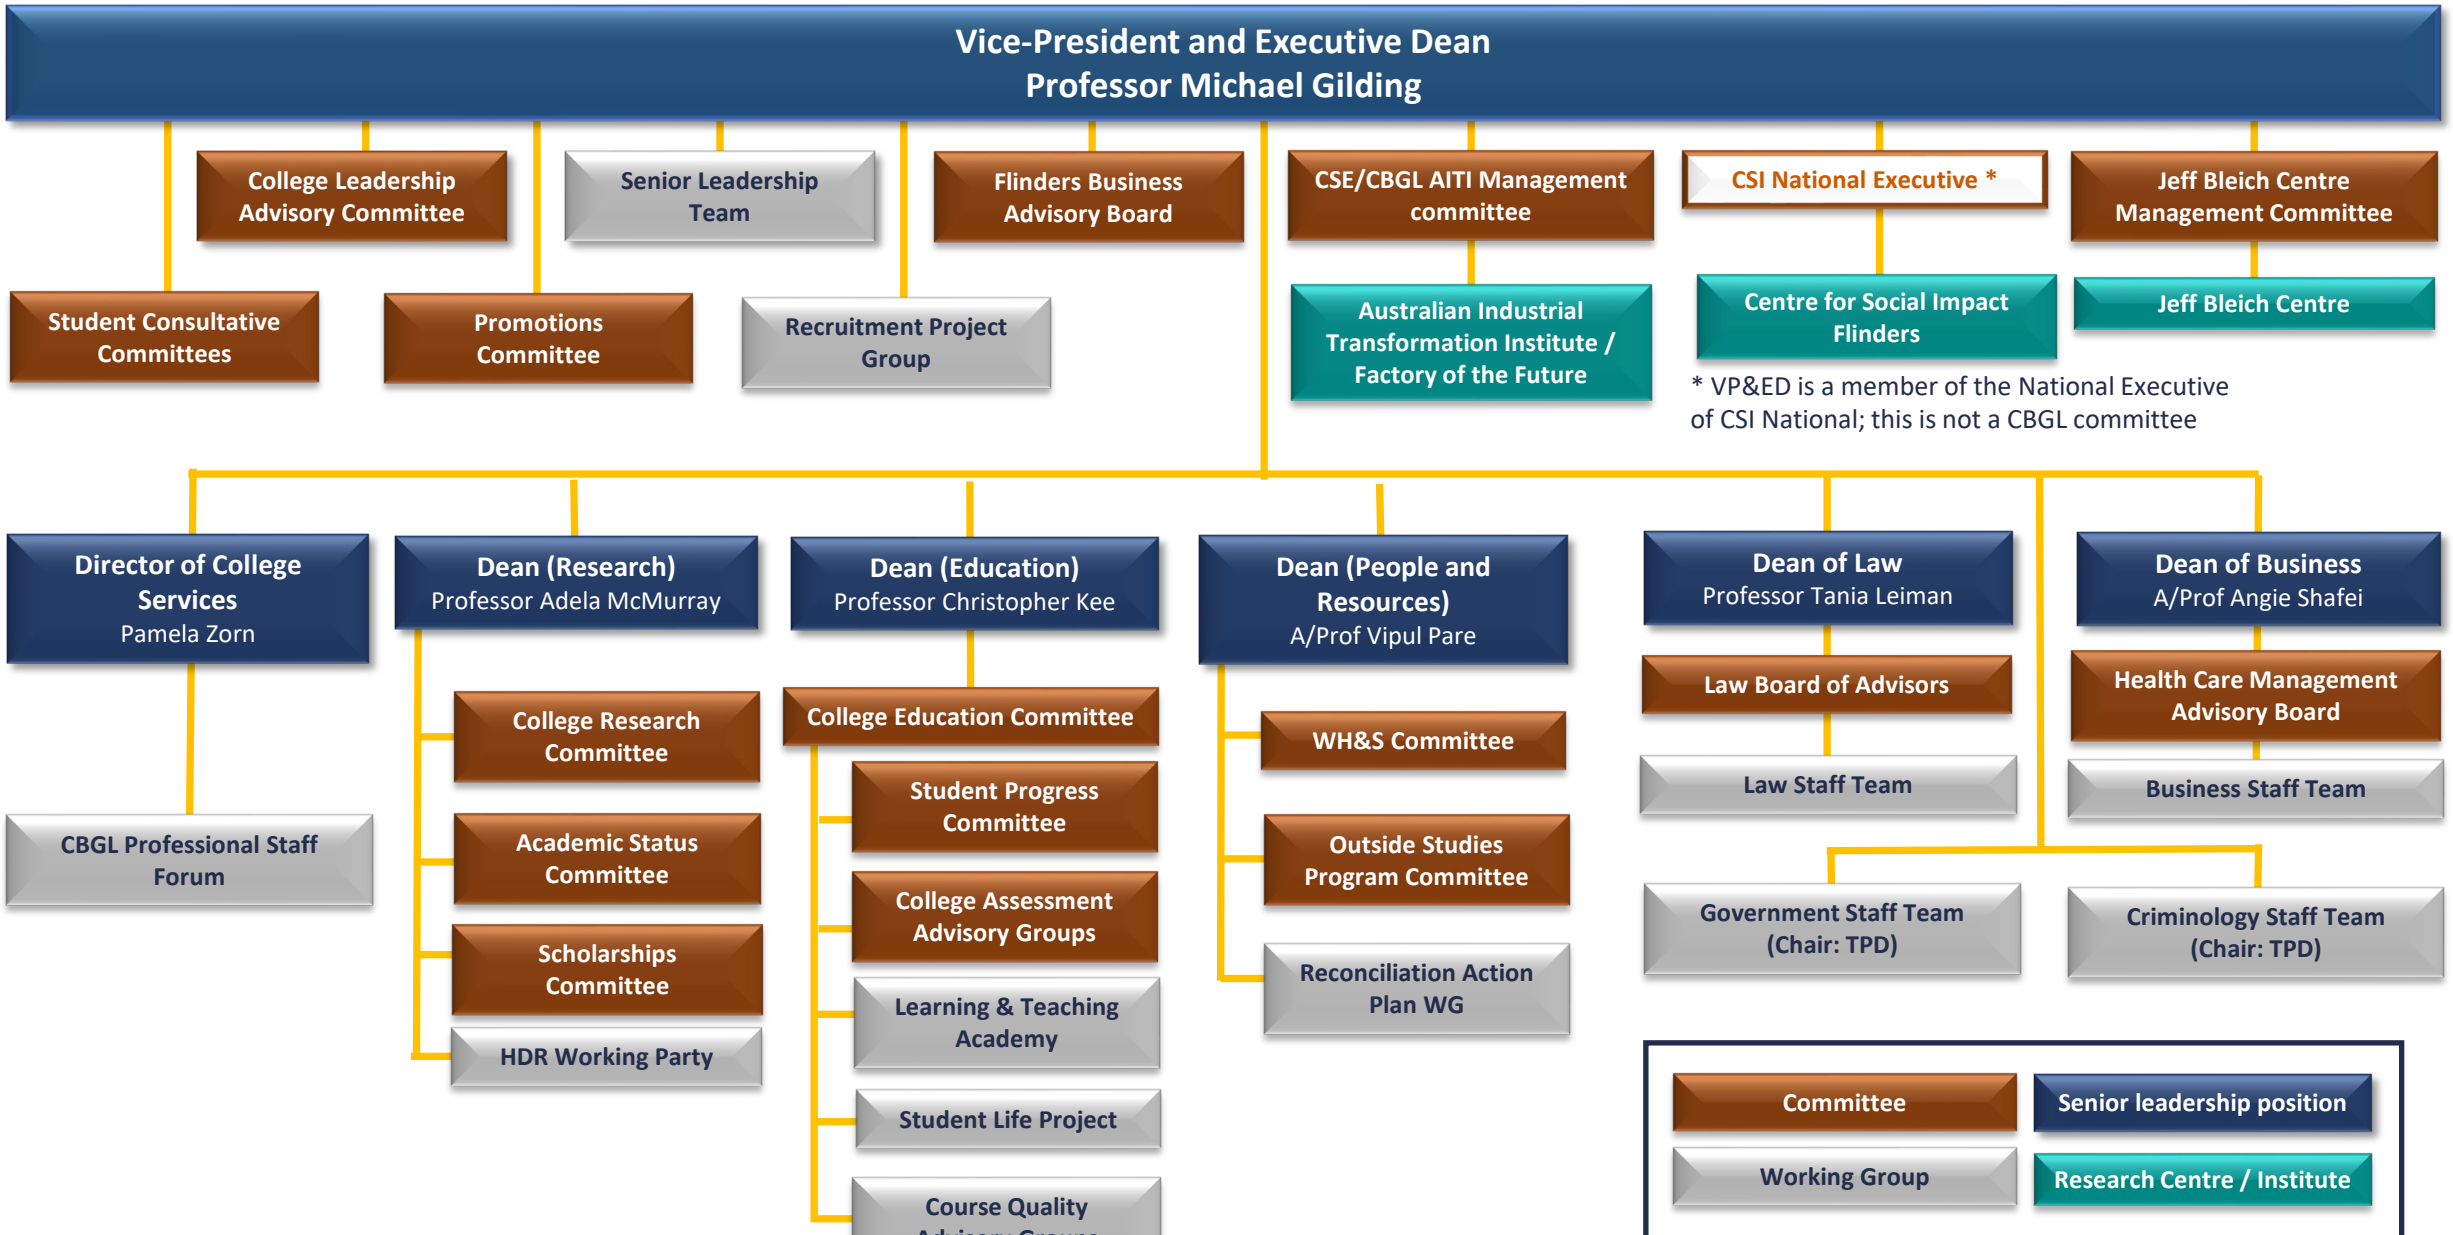 Vice-President and Executive Dean
Professor Michael Gilding
College Leadership
Advisory Committee
Senior Leadership
Team
Flinders Business
Advisory Board
CSE/CBGL AITI Management
committee
CSI National Executive *
Jeff Bleich Centre
Management Committee
Student Consultative
Committees
Promotions
Committee
Recruitment Project
Group
Australian Industrial
Transformation Institute /
Factory of the Future
Centre for Social Impact
Flinders
Jeff Bleich Centre
* VP&ED is a member of the National Executive
of CSI National; this is not a CBGL committee
Director of College
Services
Pamela Zorn
Dean (Research)
Professor Adela McMurray
Dean (Education)
Professor Christopher Kee
Dean (People and
Resources)
A/Prof Vipul Pare
Dean of Law
Professor Tania Leiman
Dean of Business
A/Prof Angie Shafei
CBGL Professional Staff
Forum
College Research
Committee
Academic Status
Committee
Scholarships
Committee
HDR Working Party
College Education Committee
Student Progress
Committee
College Assessment
Advisory Groups
Learning & Teaching
Academy
Student Life Project
Course Quality
Advisory Groups
WH&S Committee
Outside Studies
Program Committee
Reconciliation Action
Plan WG
Law Board of Advisors
Law Staff Team
Health Care Management
Advisory Board
Business Staff Team
Government Staff Team
(Chair: TPD)
Criminology Staff Team
(Chair: TPD)
Committee
Senior leadership position
Working Group
Research Centre / Institute